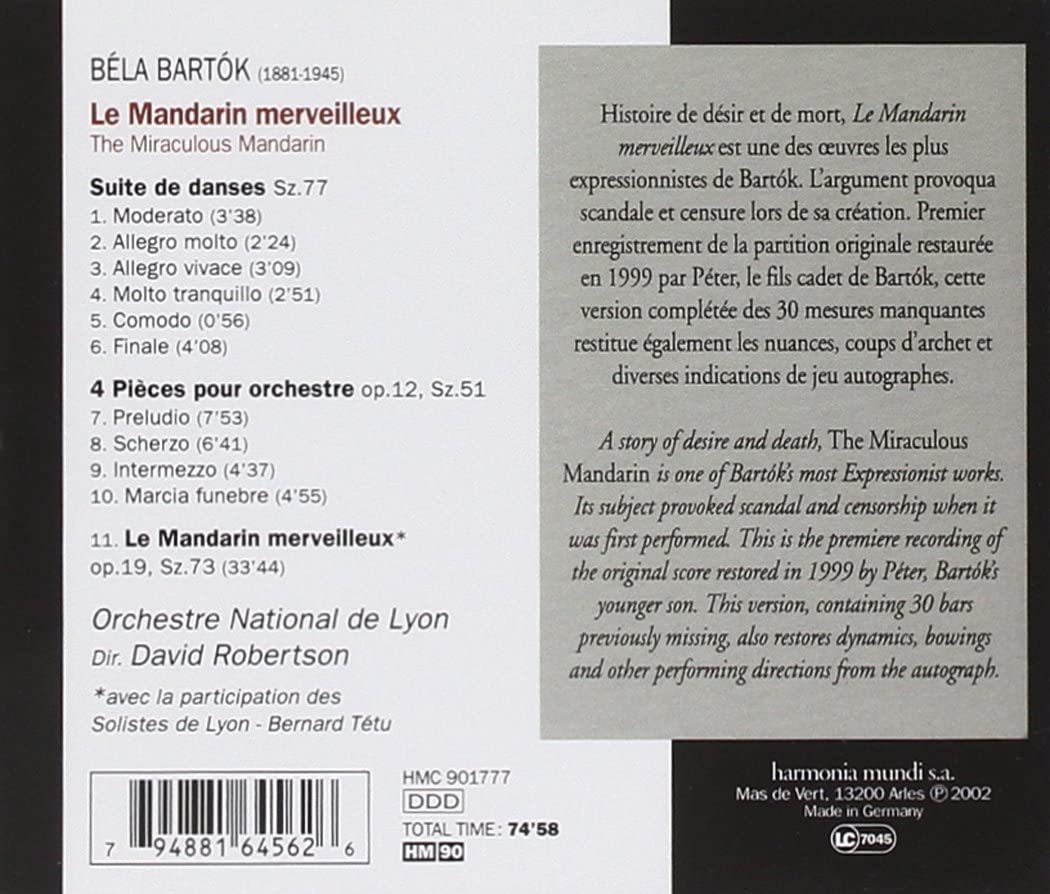 BÉLA BARTÓK (1881-1945)
Le Mandarin merveilleux
The Miraculous Mandarin
Suite de danses Sz.77
1. Moderato (3'38)
2. Allegro molto (2'24)
3. Allegro vivace (3'09)
4. Molto tranquillo (2'51)
5. Comodo (0'56)
6. Finale (4'08)
4 Pièces pour orchestre op.12, Sz.51
7. Preludio (7'53)
8. Scherzo (6'41)
9. Intermezzo (4'37)
10. Marcia funebre (4'55)
11. Le Mandarin merveilleux*
op.19, Sz.73 (33'44)
Orchestre National de Lyon
Dir. David Robertson
*avec la participation des
Solistes de Lyon - Bernard Têtu
7 94881 64562 6
HMC 901777
DDD
TOTAL TIME: 74'58
HM 90
Histoire de désir et de mort, Le Mandarin
merveilleux est une des œuvres les plus
expressionnistes de Bartók. L'argument provoqua
scandale et censure lors de sa création. Premier
enregistrement de la partition originale restaurée
en 1999 par Péter, le fils cadet de Bartók, cette
version complétée des 30 mesures manquantes
restitue également les nuances, coups d'archet et
diverses indications de jeu autographes.
A story of desire and death, The Miraculous
Mandarin is one of Bartók's most Expressionist works.
Its subject provoked scandal and censorship when it
was first performed. This is the premiere recording of
the original score restored in 1999 by Péter, Bartók's
younger son. This version, containing 30 bars
previously missing, also restores dynamics, bowings
and other performing directions from the autograph.
harmonia mundi s.a.
Mas de Vert, 13200 Arles ℗ 2002
Made in Germany
LC 7045